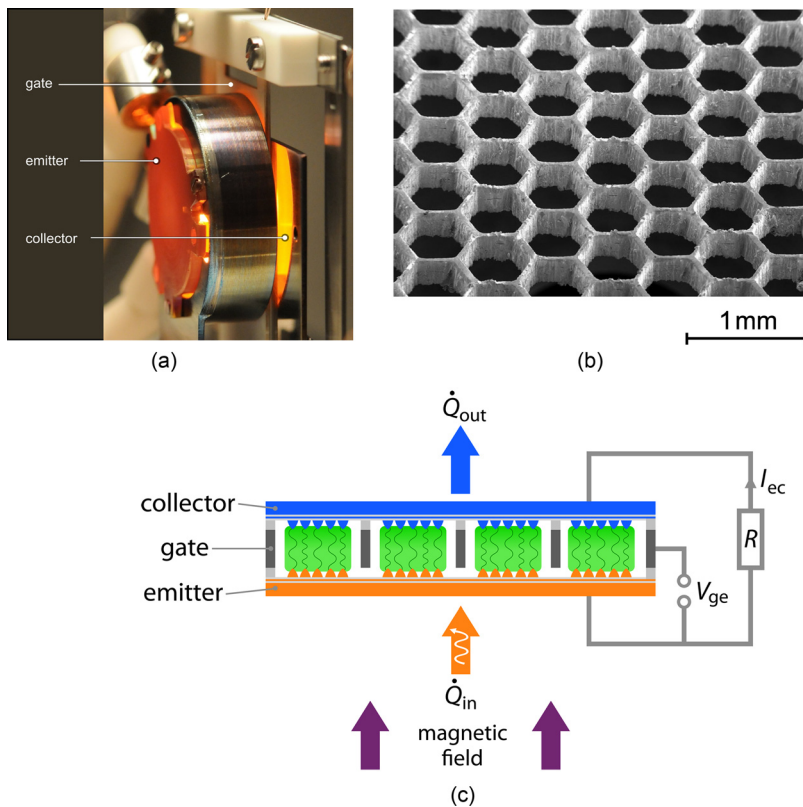 gate
emitter
collector
(a)
1 mm
(b)
Q̇out
collector
gate
emitter
Iec
R
Vge
Q̇in
magnetic
field
(c)